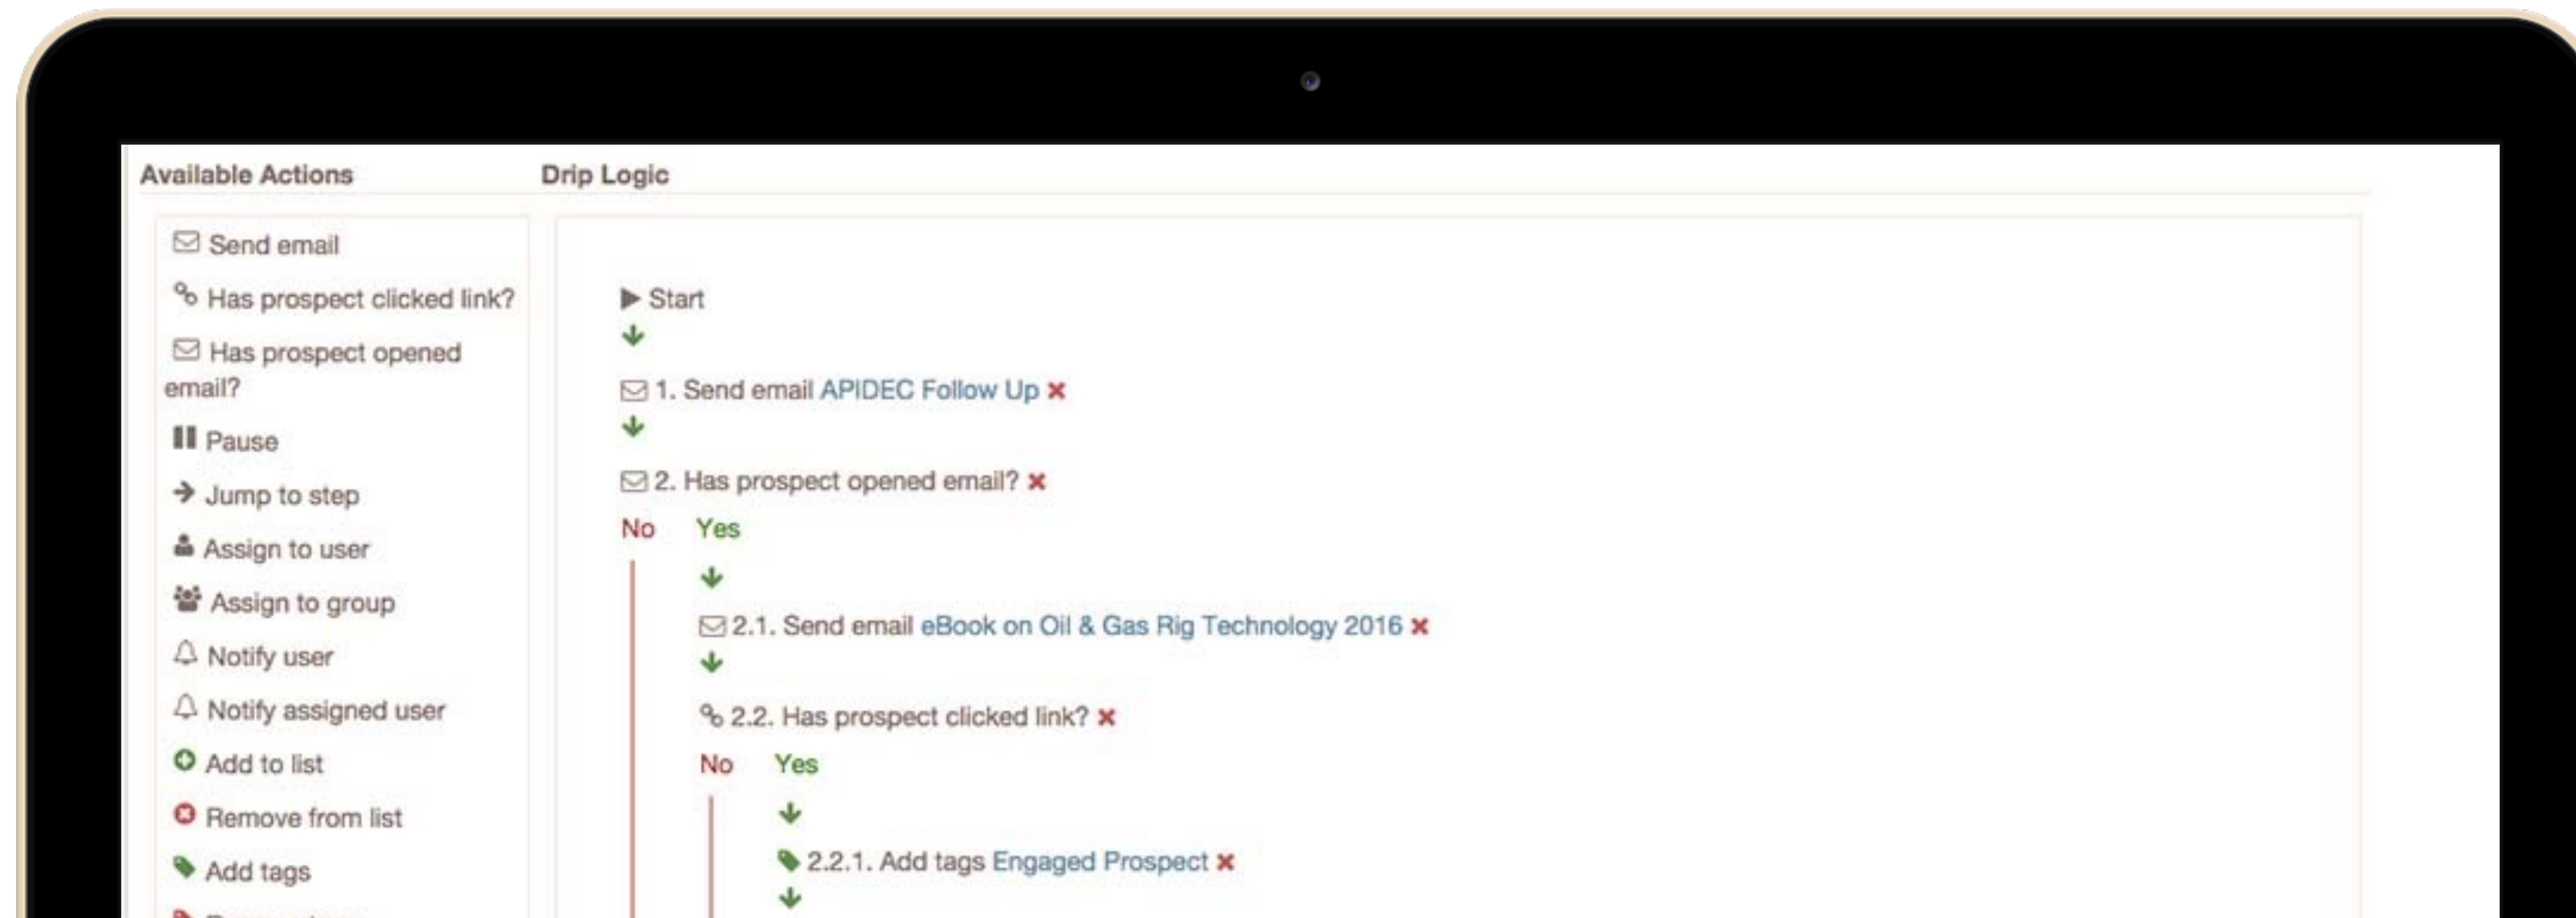 Available Actions
Drip Logic
Send email
Has prospect clicked link?
Has prospect opened
email?
Pause
Jump to step
Assign to user
Assign to group
Notify user
Notify assigned user
Add to list
Remove from list
Add tags
Start
1. Send email APIDEC Follow Up
2. Has prospect opened email?
No Yes
2.1. Send email eBook on Oil & Gas Rig Technology 2016
2.2. Has prospect clicked link?
No Yes
2.2.1. Add tags Engaged Prospect